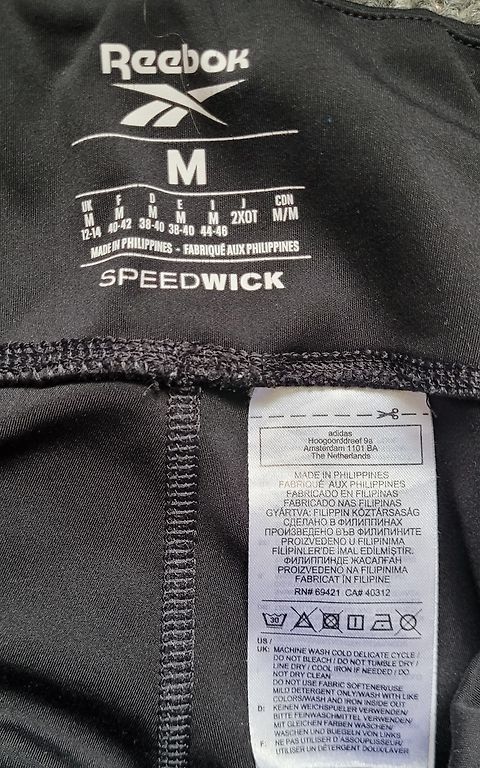 Reebok
M
UK F D E I J CDN
M M M M M 2XOT M/M
12-14 40-42 38-40 38-40 44-46
MADE IN PHILIPPINES - FABRIQUÉ AUX PHILIPPINES
SPEEDWICK
adidas
Hoogoorddreef 9a
Amsterdam 1101 BA
The Netherlands
MADE IN PHILIPPINES
FABRIQUÉ AUX PHILIPPINES
FABRICADO EN FILIPINAS
GYÁRTVA: FILIPPIN KÖZTÁRSASÁG
СДЕЛАНО В ФИЛИППИНАХ
ПРОИЗВЕДЕНО ВЪВ ФИЛИПИНИТЕ
PROIZVEDENO U FILIPINIMA
FİLİPİNLER'DE İMAL EDİLMİŞTİR.
ФИЛИППИНДЕ ЖАСАЛҒАН
PROIZVEDENO NA FILIPINIMA
FABRICAT ÎN FILIPINE
RN# 69421 CA# 40312
30
US /
UK: MACHINE WASH COLD DELICATE CYCLE /
DO NOT BLEACH / DO NOT TUMBLE DRY /
LINE DRY / COOL IRON IF NEEDED / DO
NOT DRY CLEAN
DO NOT USE FABRIC SOFTENER/USE
MILD DETERGENT ONLY/WASH WITH LIKE
COLORS/WASH AND IRON INSIDE OUT
D: KEINEN WEICHSPUELER VERWENDEN/
BITTE FEINWASCHMITTEL VERWENDEN/
MIT GLEICHEN FARBEN WASCHEN/
WASCHEN UND BUEGELN VON LINKS
F: NE PAS UTILISER D'ASSOUPLISSEUR/
UTILISER UN DETERGENT DOUX/LAVER